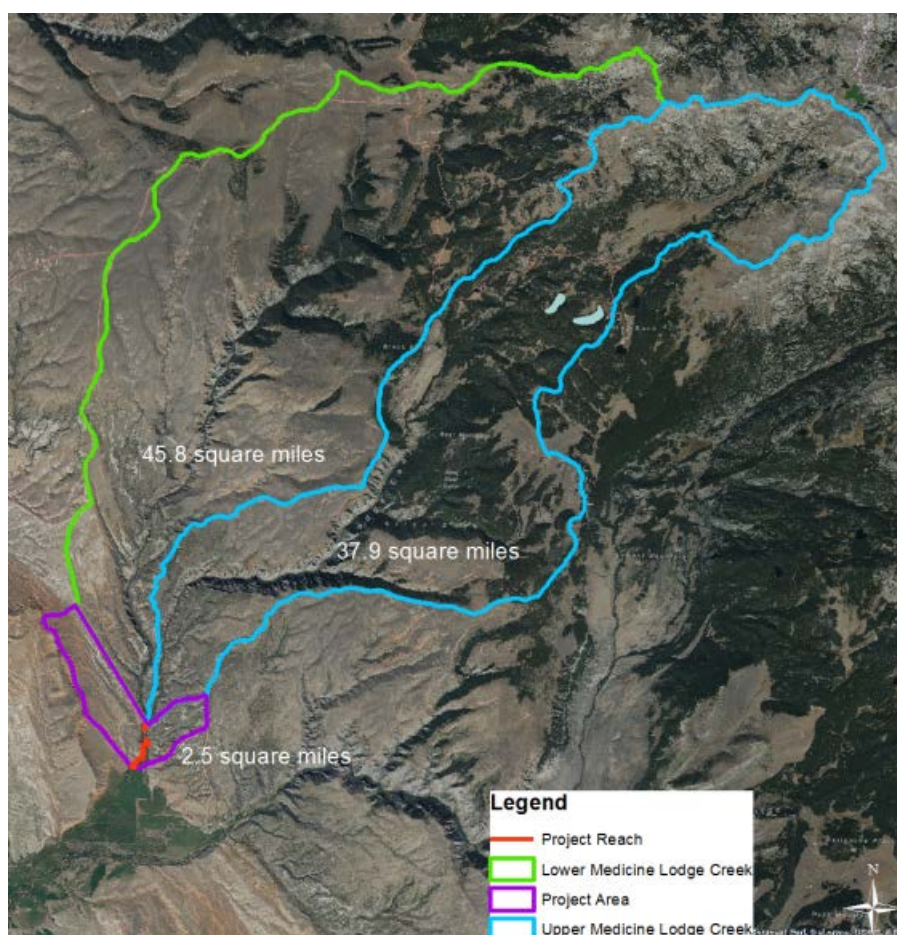 45.8 square miles
37.9 square miles
2.5 square miles
Legend
Project Reach
Lower Medicine Lodge Creek
Project Area
Upper Medicine Lodge Creek
N